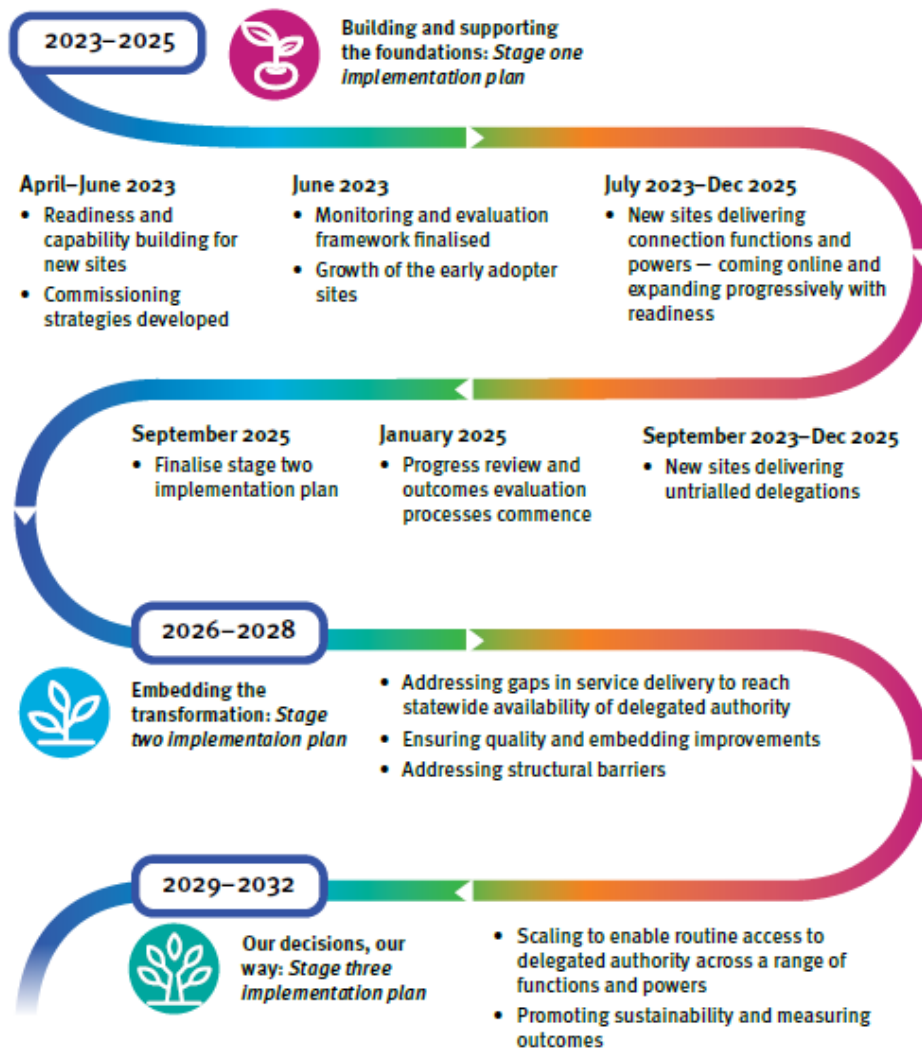 2023–2025
Building and supporting
the foundations: Stage one
implementation plan
April–June 2023
• Readiness and
capability building for
new sites
• Commissioning
strategies developed
June 2023
• Monitoring and evaluation
framework finalised
• Growth of the early adopter
sites
July 2023–Dec 2025
• New sites delivering
connection functions and
powers — coming online and
expanding progressively with
readiness
September 2025
• Finalise stage two
implementation plan
January 2025
• Progress review and
outcomes evaluation
processes commence
September 2023–Dec 2025
• New sites delivering
untrialled delegations
2026–2028
Embedding the
transformation: Stage
two implementaion plan
• Addressing gaps in service delivery to reach
statewide availability of delegated authority
• Ensuring quality and embedding improvements
• Addressing structural barriers
2029–2032
Our decisions, our
way: Stage three
implementation plan
• Scaling to enable routine access to
delegated authority across a range of
functions and powers
• Promoting sustainability and measuring
outcomes